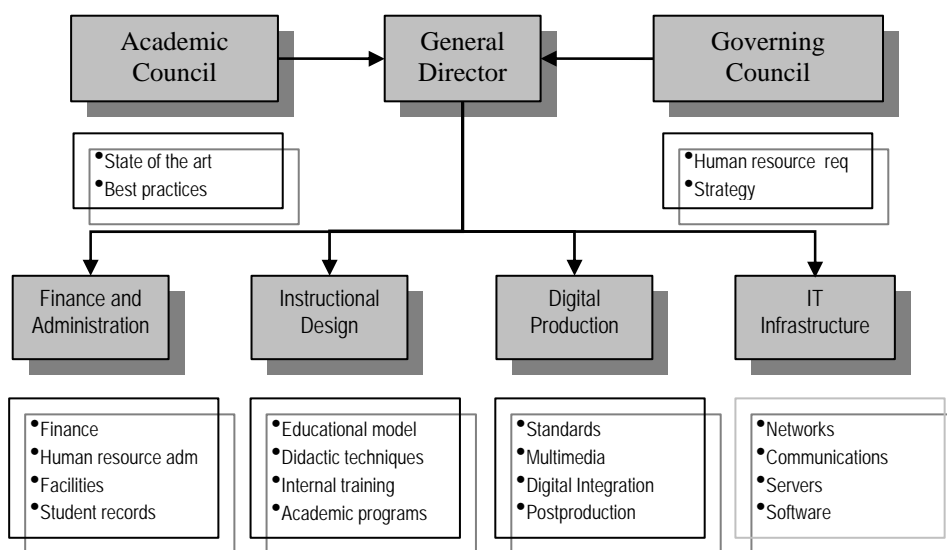 Academic
Council
General
Director
Governing
Council
•State of the art
•Best practices
•Human resource req
•Strategy
Finance and
Administration
Instructional
Design
Digital
Production
IT
Infrastructure
•Finance
•Human resource adm
•Facilities
•Student records
•Educational model
•Didactic techniques
•Internal training
•Academic programs
•Standards
•Multimedia
•Digital Integration
•Postproduction
•Networks
•Communications
•Servers
•Software